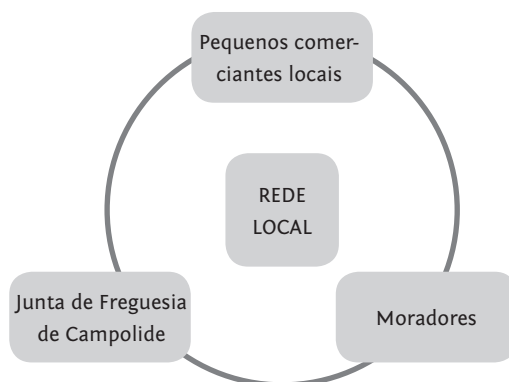 Pequenos comer-
ciantes locais
REDE
LOCAL
Junta de Freguesia
de Campolide
Moradores